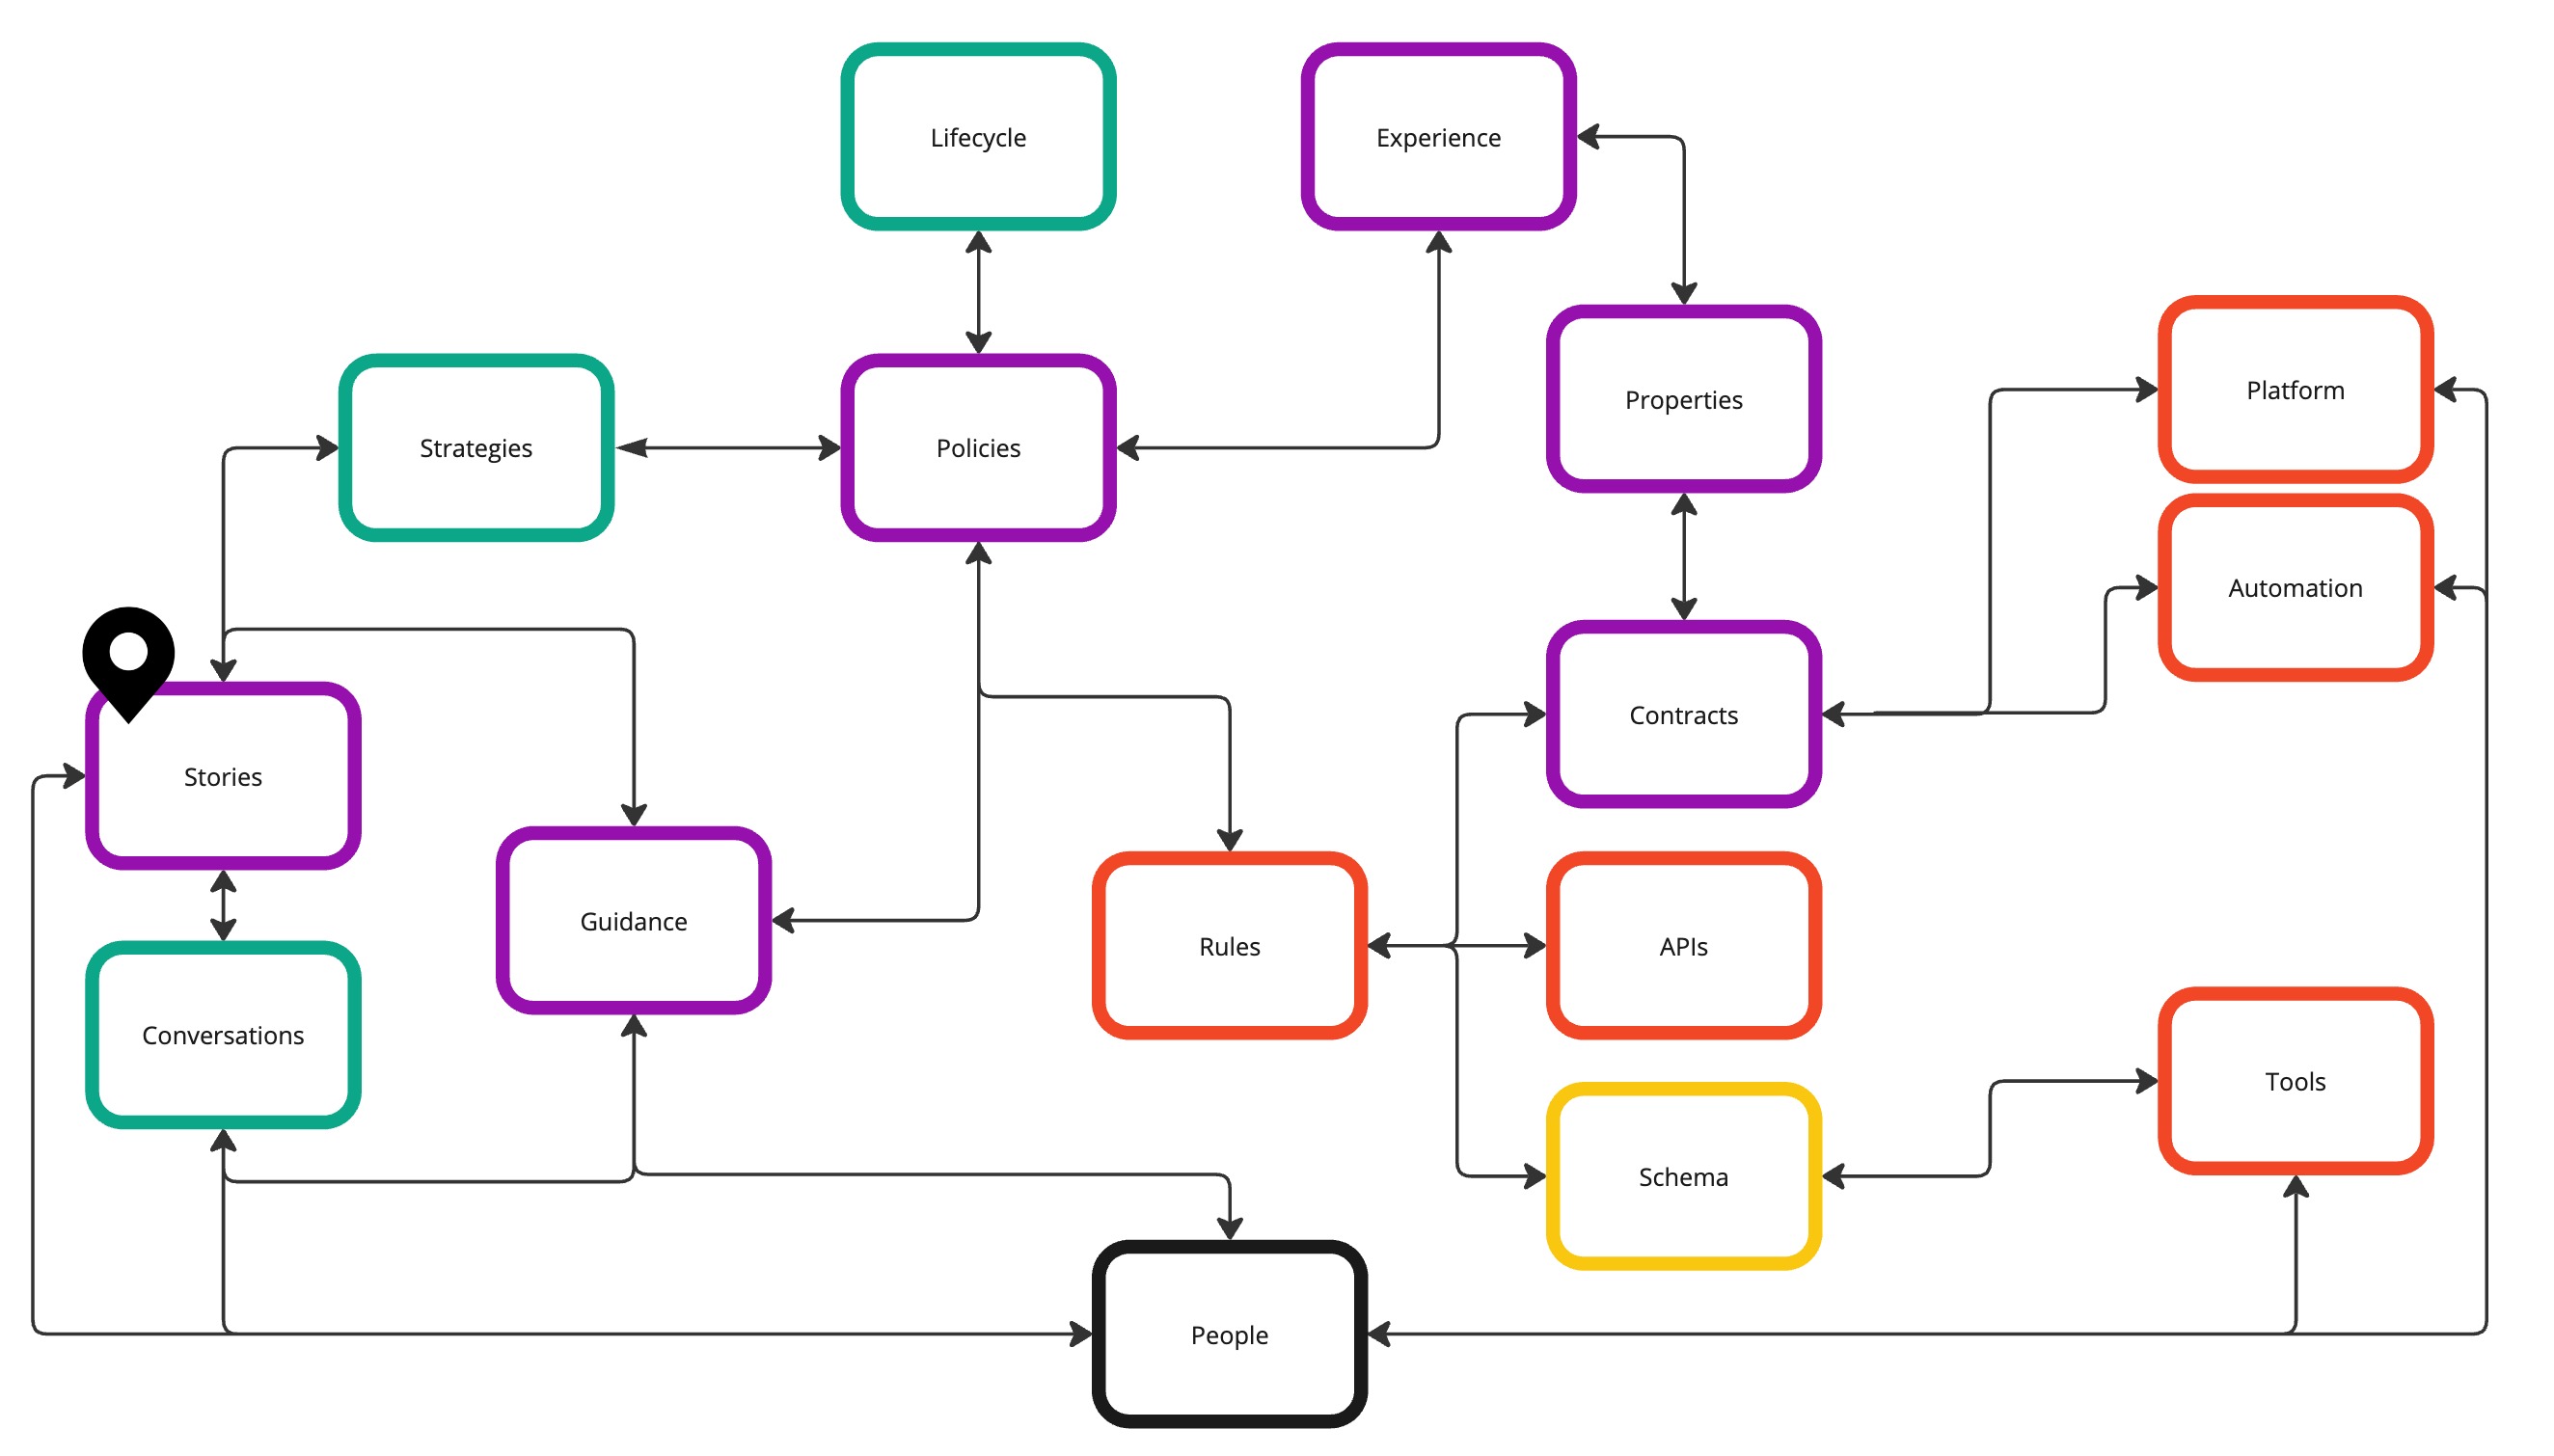 Lifecycle
Experience
Properties
Platform
Strategies
Policies
Automation
Contracts
Stories
Guidance
Rules
APIs
Conversations
Tools
Schema
People